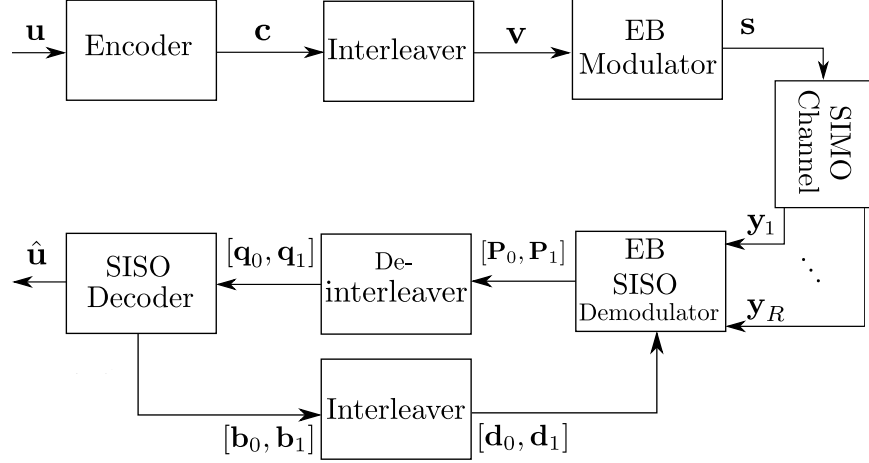 u
Encoder
c
Interleaver
v
EB
Modulator
s
SIMO
Channel
û
SISO
Decoder
[q₀, q₁]
De-
interleaver
[P₀, P₁]
EB
SISO
Demodulator
y₁
⋱
y_R
[b₀, b₁]
Interleaver
[d₀, d₁]